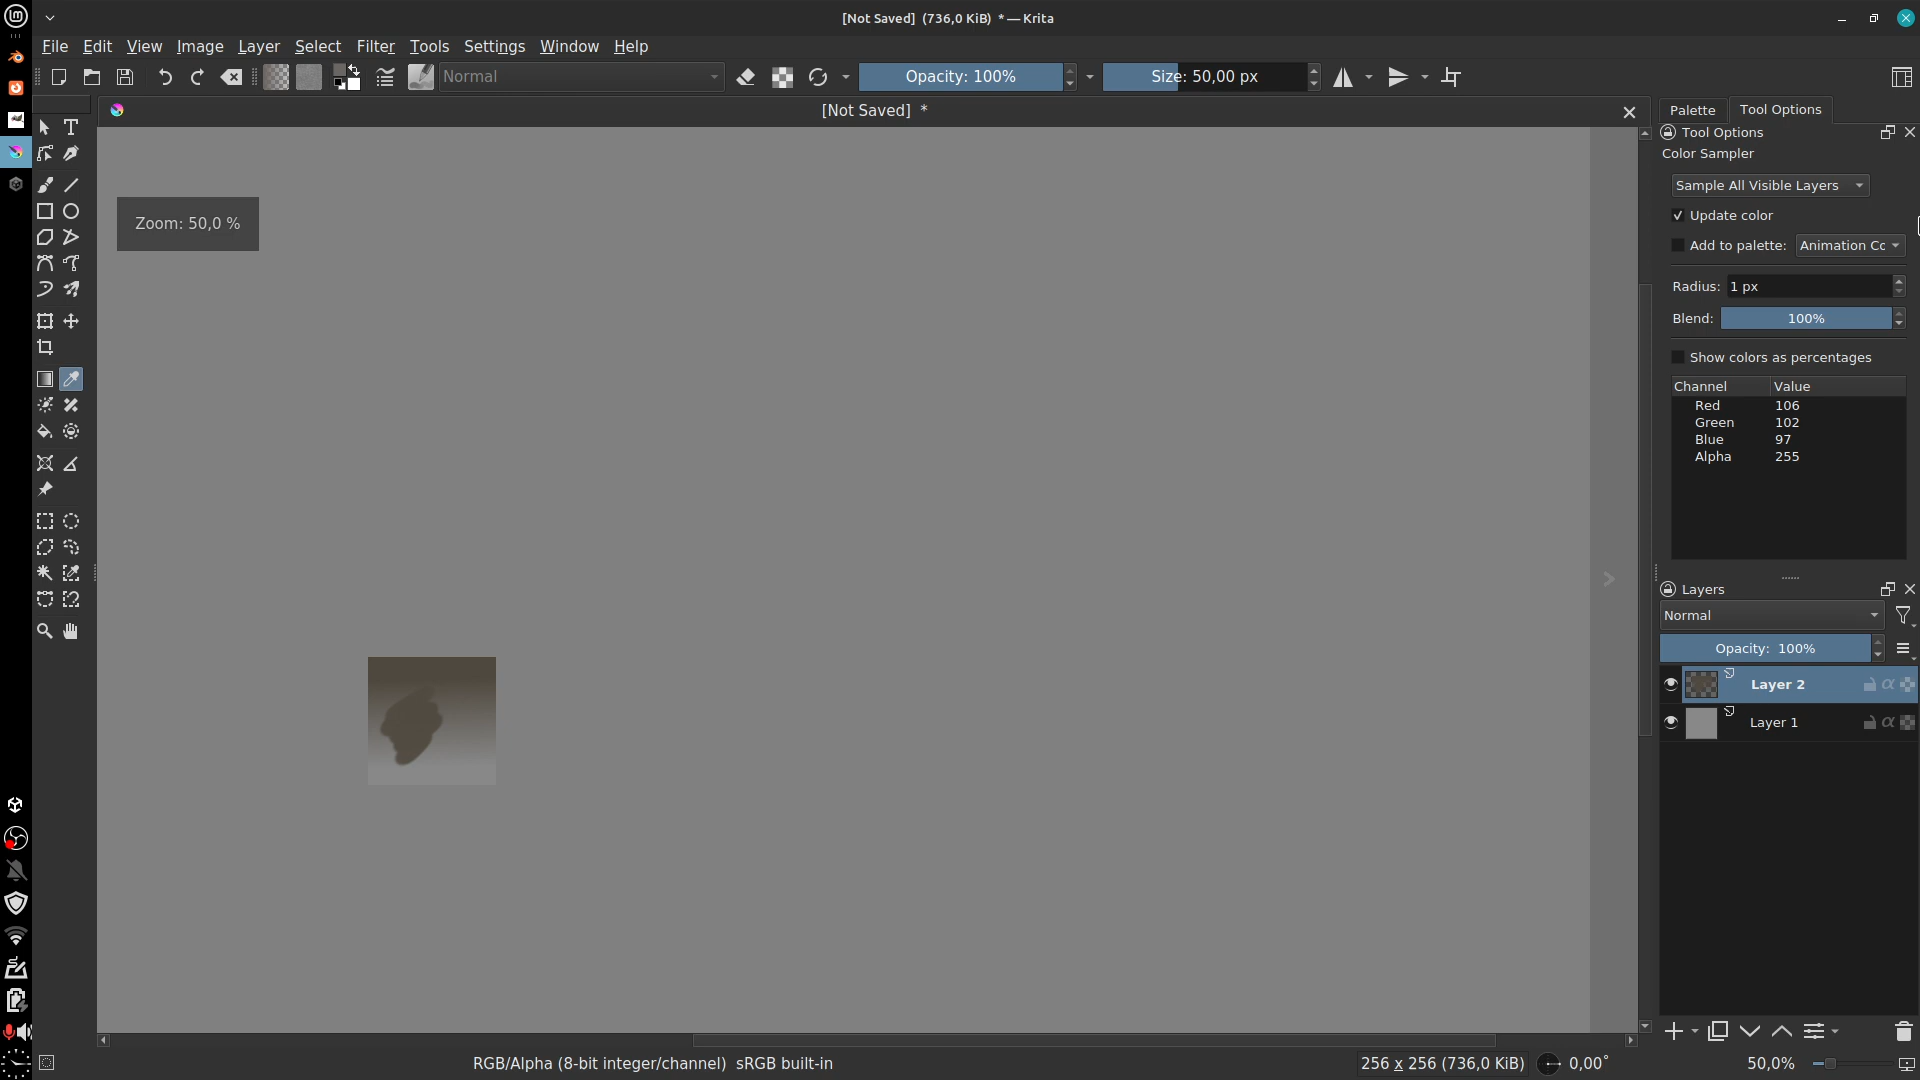 [Not Saved] (736,0 KiB) * — Krita
File Edit View Image Layer Select Filter Tools Settings Window Help
Normal Opacity: 100% Size: 50,00 px
[Not Saved] *
Palette Tool Options
Tool Options
Color Sampler
Sample All Visible Layers
Update color
Add to palette: Animation Cc
Radius: 1 px
Blend: 100%
Show colors as percentages
Channel Value
Red 106
Green 102
Blue 97
Alpha 255
Zoom: 50,0 %
Layers
Normal
Opacity: 100%
Layer 2
Layer 1
RGB/Alpha (8-bit integer/channel) sRGB built-in
256 x 256 (736,0 KiB)
0,00°
50,0%